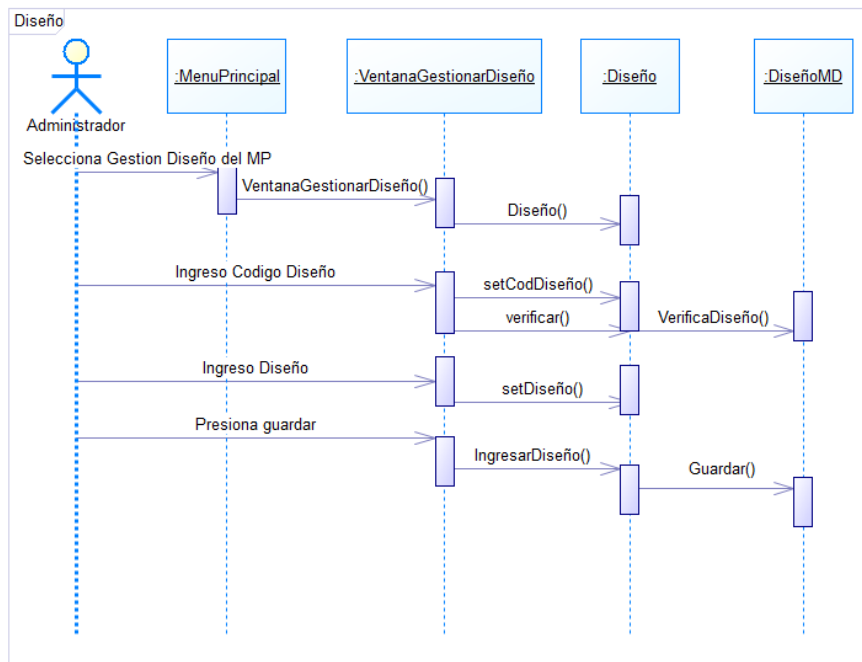 Diseño
:MenuPrincipal
:VentanaGestionarDiseño
:Diseño
:DiseñoMD
Administrador
Selecciona Gestion Diseño del MP
VentanaGestionarDiseño()
Diseño()
Ingreso Codigo Diseño
setCodDiseño()
verificar()
VerificaDiseño()
Ingreso Diseño
setDiseño()
Presiona guardar
IngresarDiseño()
Guardar()